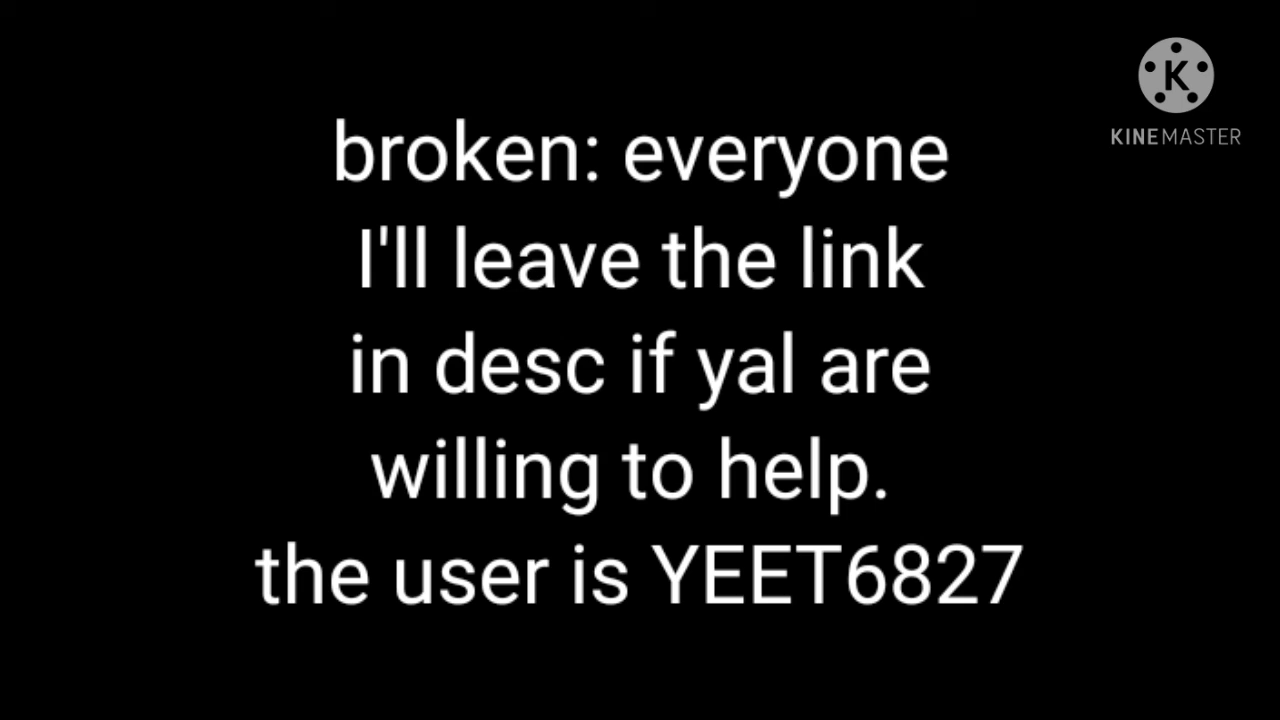 K
KINEMASTER
broken: everyone
I'll leave the link
in desc if yal are
willing to help.
the user is YEET6827